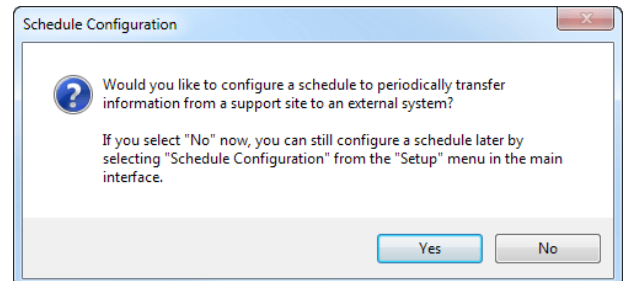 Schedule Configuration
Would you like to configure a schedule to periodically transfer
information from a support site to an external system?
If you select "No" now, you can still configure a schedule later by
selecting "Schedule Configuration" from the "Setup" menu in the main
interface.
Yes
No